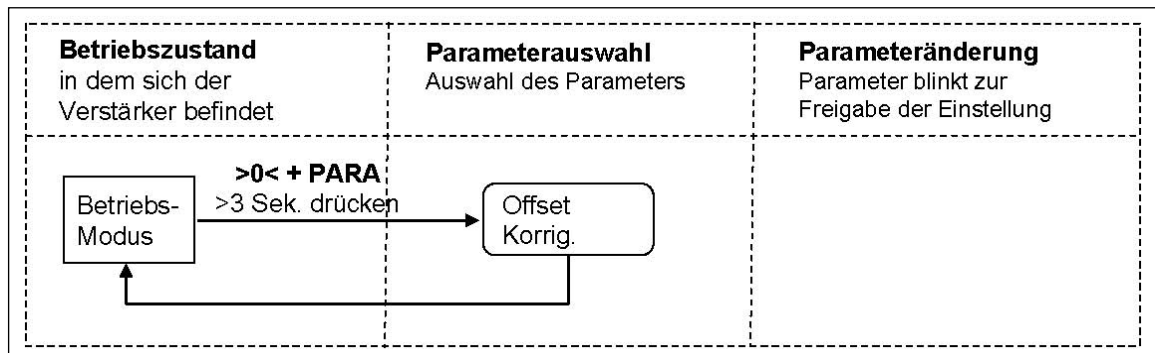 Betriebszustand
in dem sich der
Verstärker befindet
Parameterauswahl
Auswahl des Parameters
Parameteränderung
Parameter blinkt zur
Freigabe der Einstellung
>0< + PARA
>3 Sek. drücken
Betriebs-
Modus
Offset
Korrig.